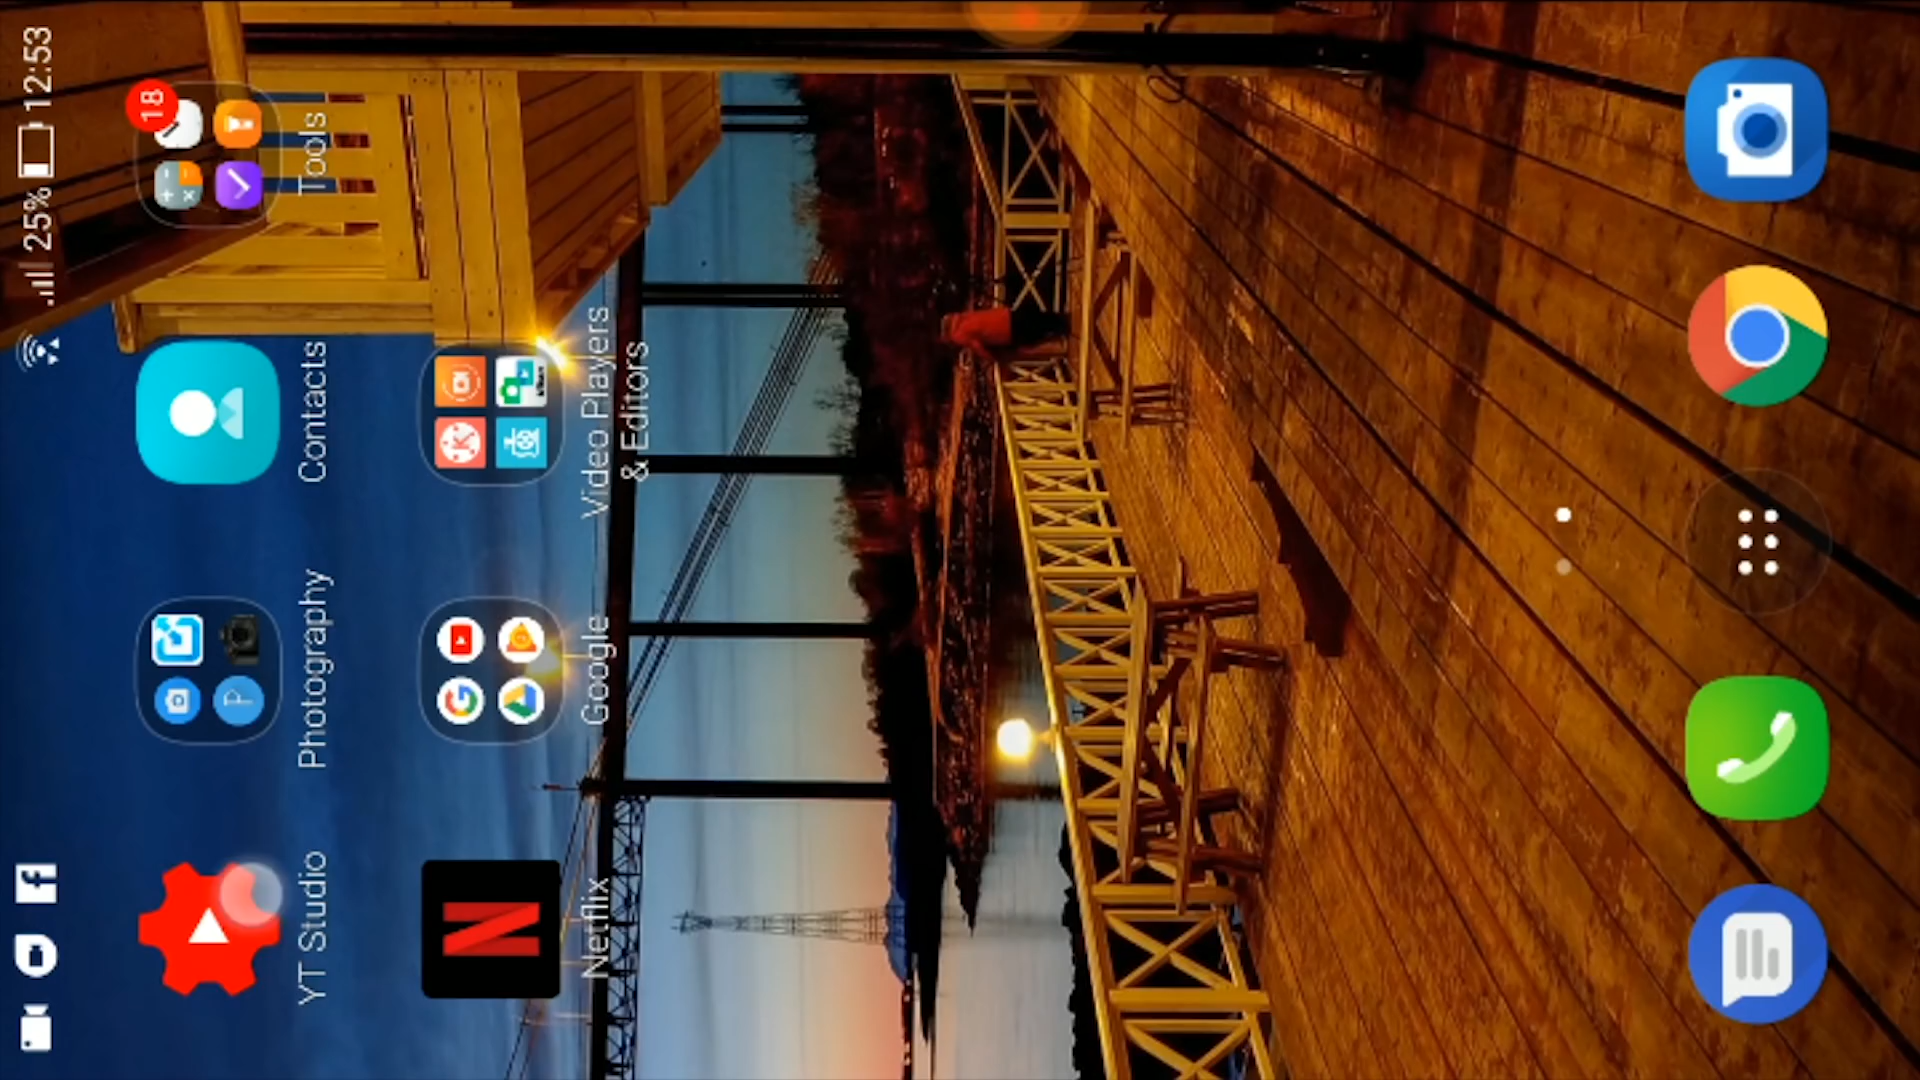 25% 12:53
YT Studio
Photography
Contacts
Tools
18
Netflix
Google
Video Players
& Editors